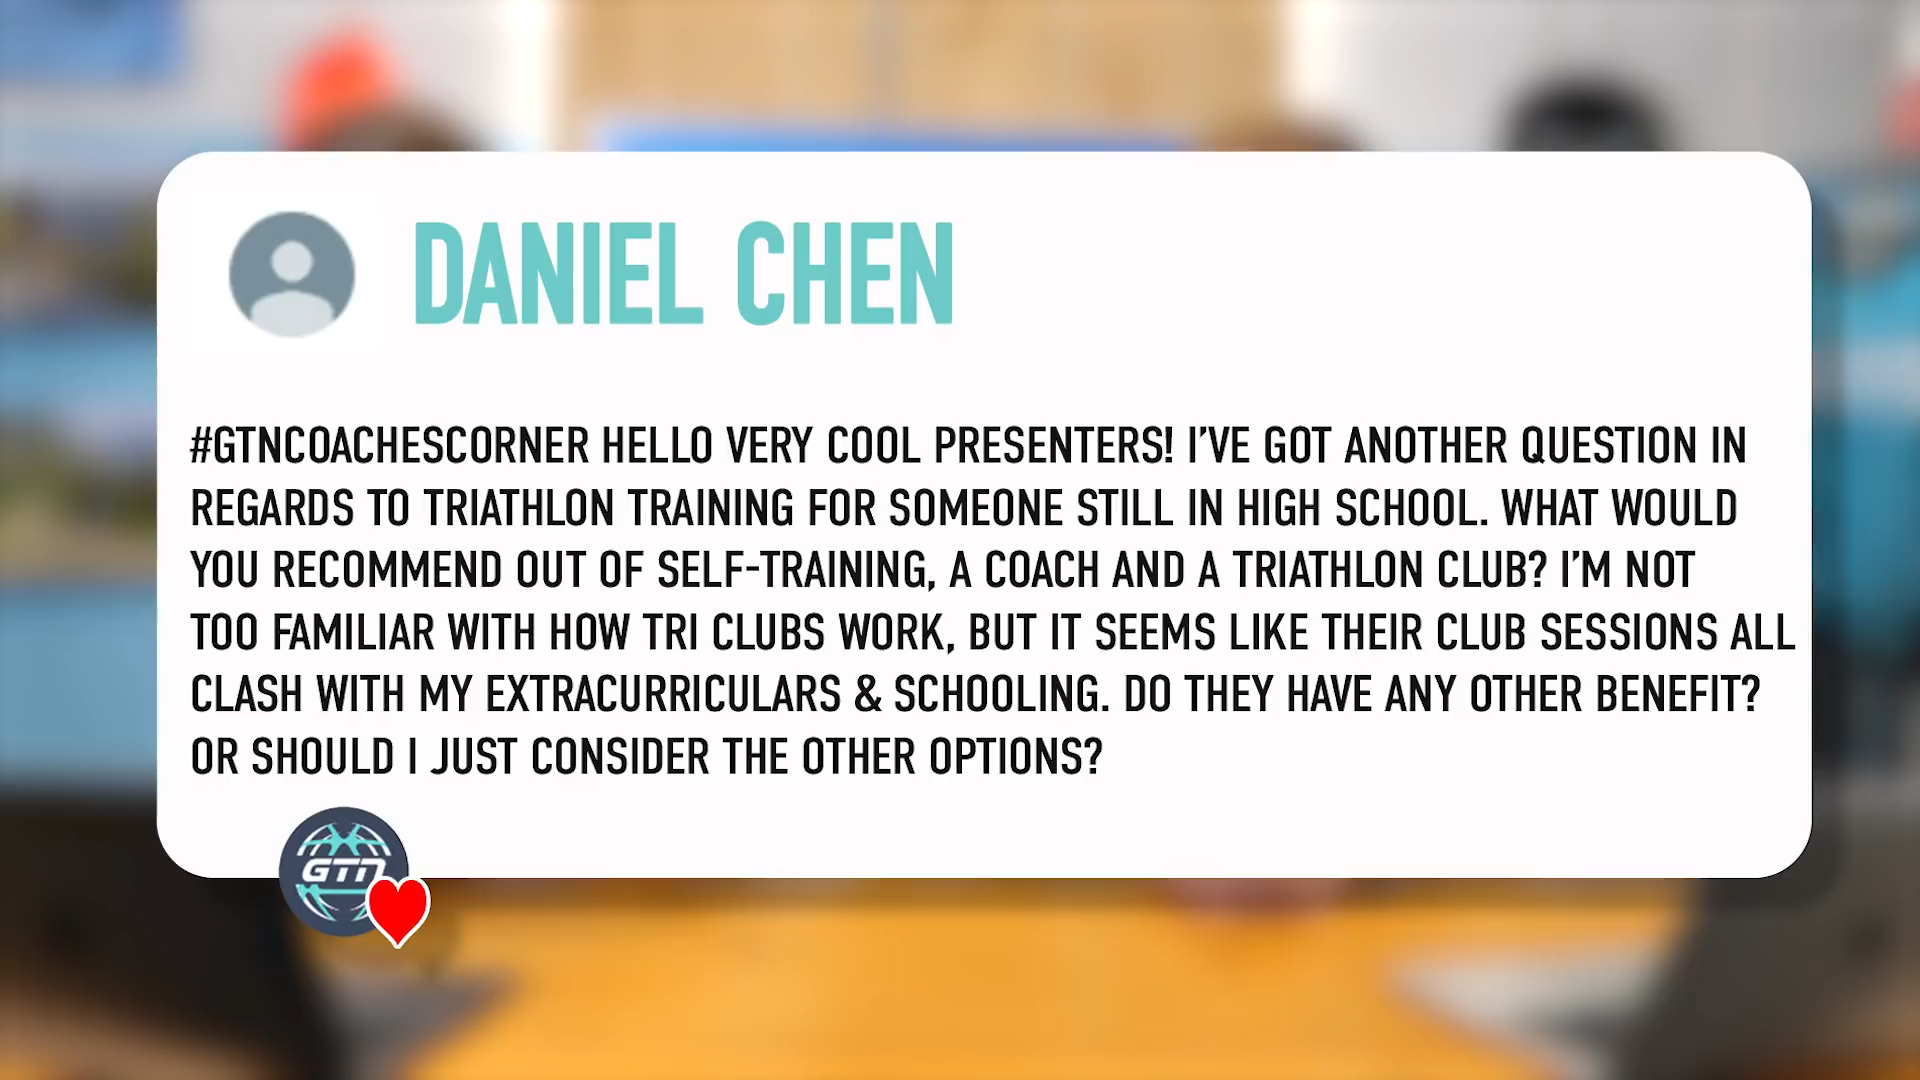 DANIEL CHEN
#GTNCOACHESCORNER HELLO VERY COOL PRESENTERS! I'VE GOT ANOTHER QUESTION IN
REGARDS TO TRIATHLON TRAINING FOR SOMEONE STILL IN HIGH SCHOOL. WHAT WOULD
YOU RECOMMEND OUT OF SELF-TRAINING, A COACH AND A TRIATHLON CLUB? I'M NOT
TOO FAMILIAR WITH HOW TRI CLUBS WORK, BUT IT SEEMS LIKE THEIR CLUB SESSIONS ALL
CLASH WITH MY EXTRACURRICULARS & SCHOOLING. DO THEY HAVE ANY OTHER BENEFIT?
OR SHOULD I JUST CONSIDER THE OTHER OPTIONS?
GTN